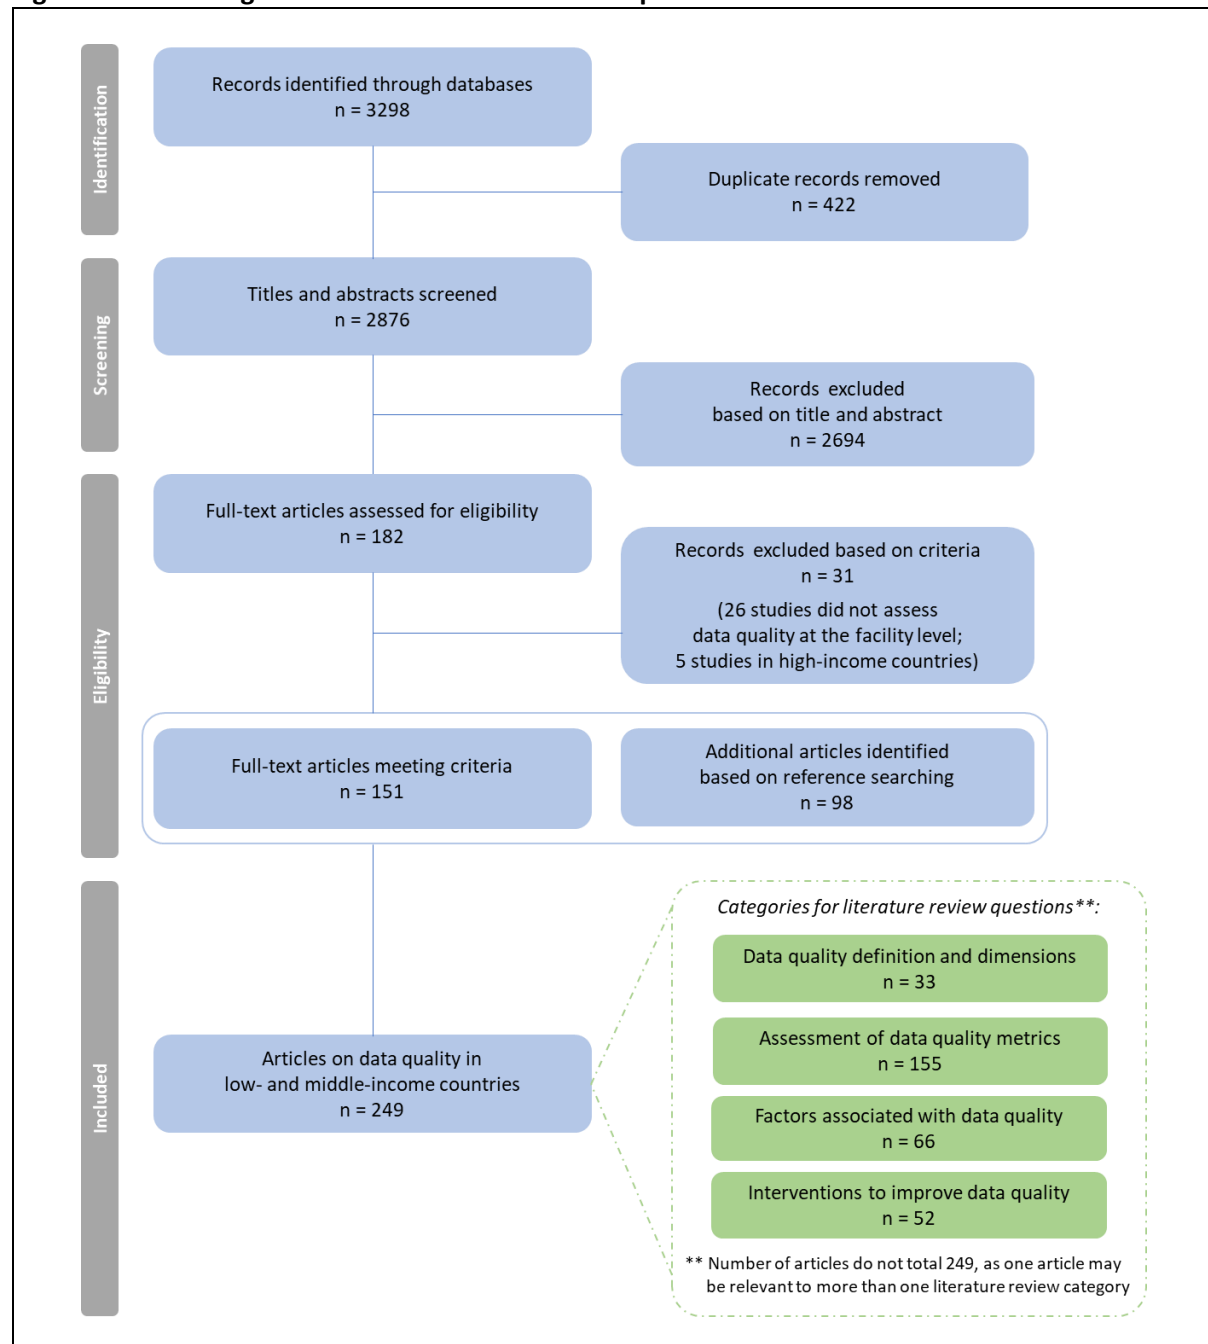 Identification
Records identified through databases
n = 3298
Duplicate records removed
n = 422
Screening
Titles and abstracts screened
n = 2876
Records excluded
based on title and abstract
n = 2694
Eligibility
Full-text articles assessed for eligibility
n = 182
Records excluded based on criteria
n = 31
(26 studies did not assess
data quality at the facility level;
5 studies in high-income countries)
Full-text articles meeting criteria
n = 151
Additional articles identified
based on reference searching
n = 98
Included
Articles on data quality in
low- and middle-income countries
n = 249
Categories for literature review questions**:
Data quality definition and dimensions
n = 33
Assessment of data quality metrics
n = 155
Factors associated with data quality
n = 66
Interventions to improve data quality
n = 52
** Number of articles do not total 249, as one article may
be relevant to more than one literature review category